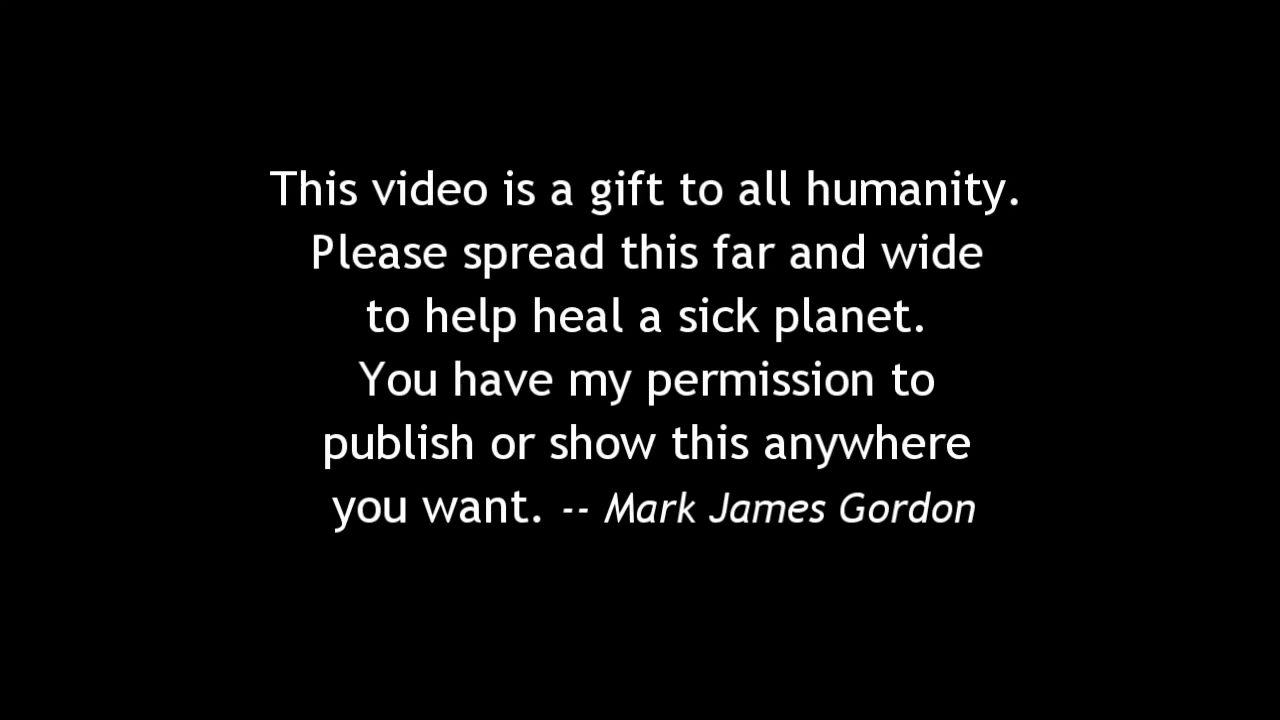 This video is a gift to all humanity.
Please spread this far and wide
to help heal a sick planet.
You have my permission to
publish or show this anywhere
you want. -- Mark James Gordon